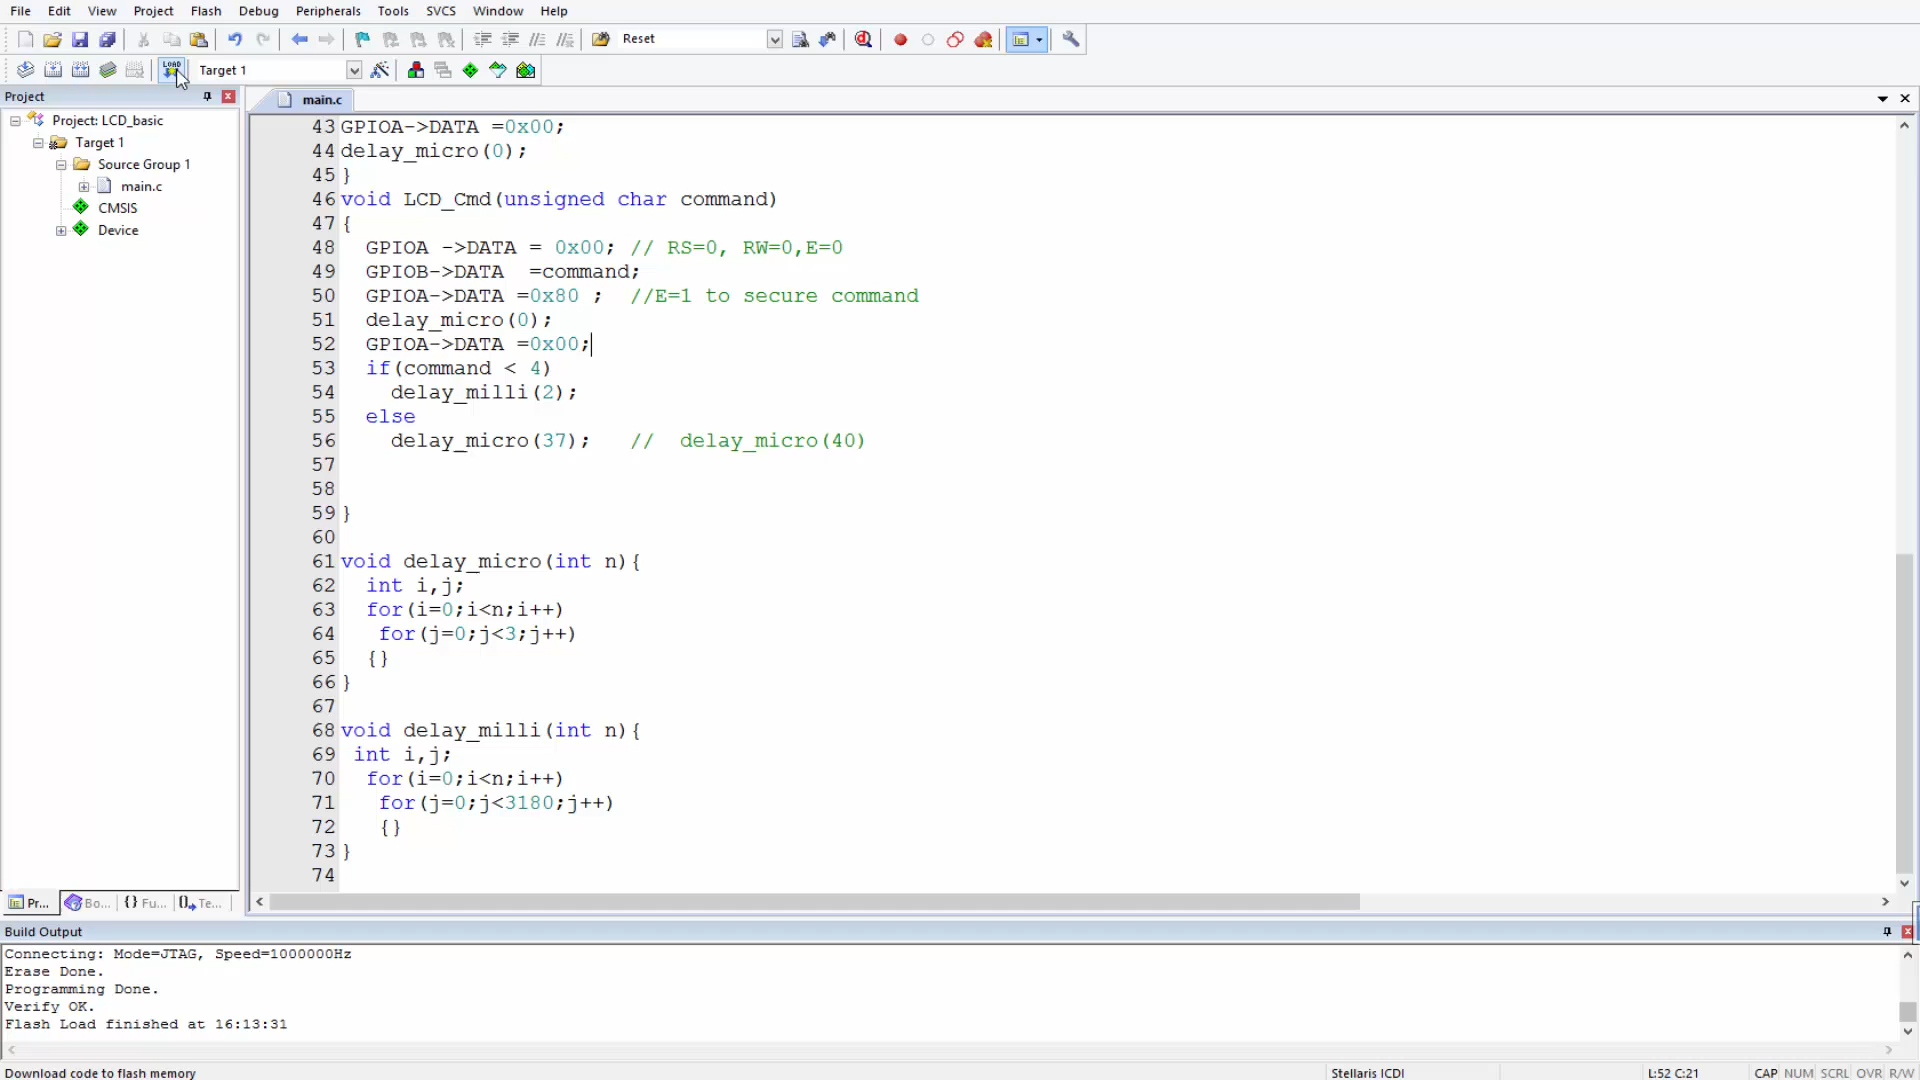 File Edit View Project Flash Debug Peripherals Tools SVCS Window Help
Reset
LOAD Target 1
Project
main.c
Project: LCD_basic
Target 1
Source Group 1
main.c
CMSIS
Device
43 GPIOA->DATA =0x00;
44 delay_micro(0);
45 }
46 void LCD_Cmd(unsigned char command)
47 {
48 GPIOA ->DATA = 0x00; // RS=0, RW=0,E=0
49 GPIOB->DATA =command;
50 GPIOA->DATA =0x80 ; //E=1 to secure command
51 delay_micro(0);
52 GPIOA->DATA =0x00;
53 if(command < 4)
54 delay_milli(2);
55 else
56 delay_micro(37); // delay_micro(40)
57
58
59 }
60
61 void delay_micro(int n){
62 int i,j;
63 for(i=0;i<n;i++)
64 for(j=0;j<3;j++)
65 {}
66 }
67
68 void delay_milli(int n){
69 int i,j;
70 for(i=0;i<n;i++)
71 for(j=0;j<3180;j++)
72 {}
73 }
74
Pr... Bo... {} Fu... Te...
Build Output
Connecting: Mode=JTAG, Speed=1000000Hz
Erase Done.
Programming Done.
Verify OK.
Flash Load finished at 16:13:31
Download code to flash memory Stellaris ICDI L:52 C:21 CAP NUM SCRL OVR R/W